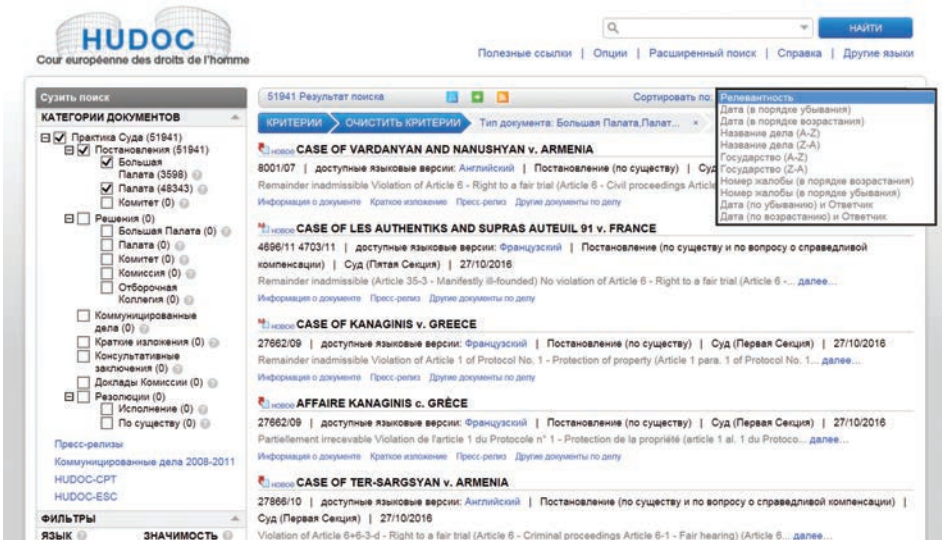 HUDOC
Cour européenne des droits de l'homme
НАЙТИ
Полезные ссылки | Опции | Расширенный поиск | Справка | Другие языки
Сузить поиск
КАТЕГОРИИ ДОКУМЕНТОВ
Практика Суда (51941)
Постановления (51941)
Большая
Палата (3598)
Палата (48343)
Комитет (0)
Решения (0)
Большая Палата (0)
Палата (0)
Комитет (0)
Комиссия (0)
Отборочная
Коллегия (0)
Коммуницированные
дела (0)
Краткие изложения (0)
Консультативные
заключения (0)
Доклады Комиссии (0)
Резолюции (0)
Исполнение (0)
По существу (0)
Пресс-релизы
Коммуницированные дела 2008-2011
HUDOC-CPT
HUDOC-ESC
ФИЛЬТРЫ
ЯЗЫК
ЗНАЧИМОСТЬ
51941 Результат поиска
Сортировать по:
Релевантность
Дата (в порядке убывания)
Дата (в порядке возрастания)
Название дела (A-Z)
Название дела (Z-A)
Государство (A-Z)
Государство (Z-A)
Номер жалобы (в порядке возрастания)
Номер жалобы (в порядке убывания)
Дата (по убыванию) и Ответчик
Дата (по возрастанию) и Ответчик
КРИТЕРИИ ОЧИСТИТЬ КРИТЕРИИ Тип документа: Большая Палата,Палат... ×
новое CASE OF VARDANYAN AND NANUSHYAN v. ARMENIA
8001/07 | доступные языковые версии: Английский | Постановление (по существу) | Суд
Remainder inadmissible Violation of Article 6 - Right to a fair trial (Article 6 - Civil proceedings Article
Информация о документе Краткое изложение Пресс-релиз Другие документы по делу
новое CASE OF LES AUTHENTIKS AND SUPRAS AUTEUIL 91 v. FRANCE
4696/11 4703/11 | доступные языковые версии: Французский | Постановление (по существу и по вопросу о справедливой
компенсации) | Суд (Пятая Секция) | 27/10/2016
Remainder inadmissible (Article 35-3 - Manifestly ill-founded) No violation of Article 6 - Right to a fair trial (Article 6 -... далее...
Информация о документе Пресс-релиз Другие документы по делу
новое CASE OF KANAGINIS v. GREECE
27662/09 | доступные языковые версии: Французский | Постановление (по существу) | Суд (Первая Секция) | 27/10/2016
Remainder inadmissible Violation of Article 1 of Protocol No. 1 - Protection of property (Article 1 para. 1 of Protocol No. 1... далее...
Информация о документе Пресс-релиз Другие документы по делу
новое AFFAIRE KANAGINIS c. GRÈCE
27662/09 | доступные языковые версии: Французский | Постановление (по существу) | Суд (Первая Секция) | 27/10/2016
Partiellement irrecevable Violation de l'article 1 du Protocole n° 1 - Protection de la propriété (article 1 al. 1 du Protoco... далее...
Информация о документе Краткое изложение Пресс-релиз Другие документы по делу
новое CASE OF TER-SARGSYAN v. ARMENIA
27866/10 | доступные языковые версии: Английский | Постановление (по существу и по вопросу о справедливой компенсации) |
Суд (Первая Секция) | 27/10/2016
Violation of Article 6+6-3-d - Right to a fair trial (Article 6 - Criminal proceedings Article 6-1 - Fair hearing) (Article 6... далее...